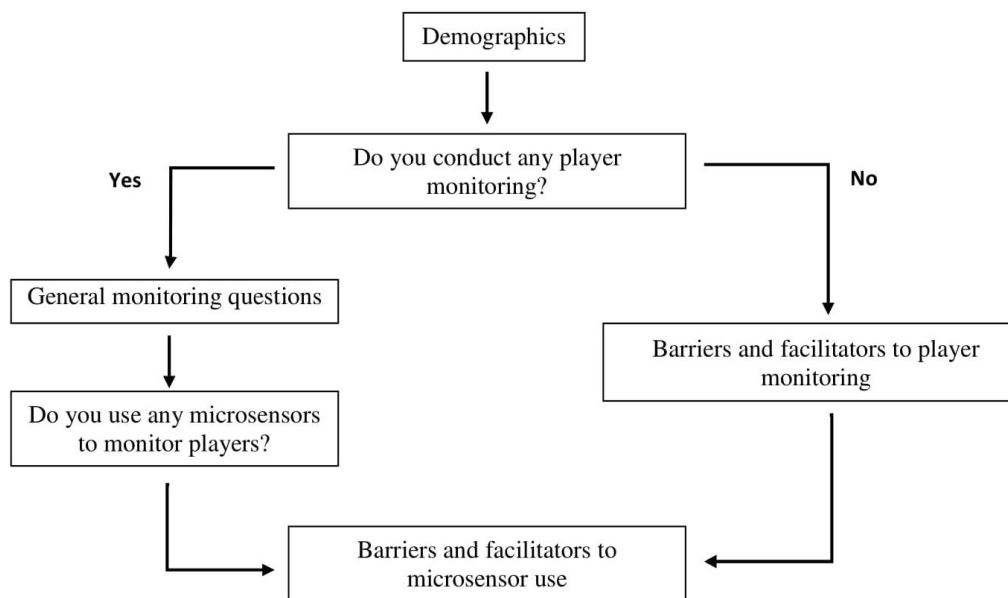 Demographics
Do you conduct any player
monitoring?
Yes
No
General monitoring questions
Barriers and facilitators to player
monitoring
Do you use any microsensors
to monitor players?
Barriers and facilitators to
microsensor use